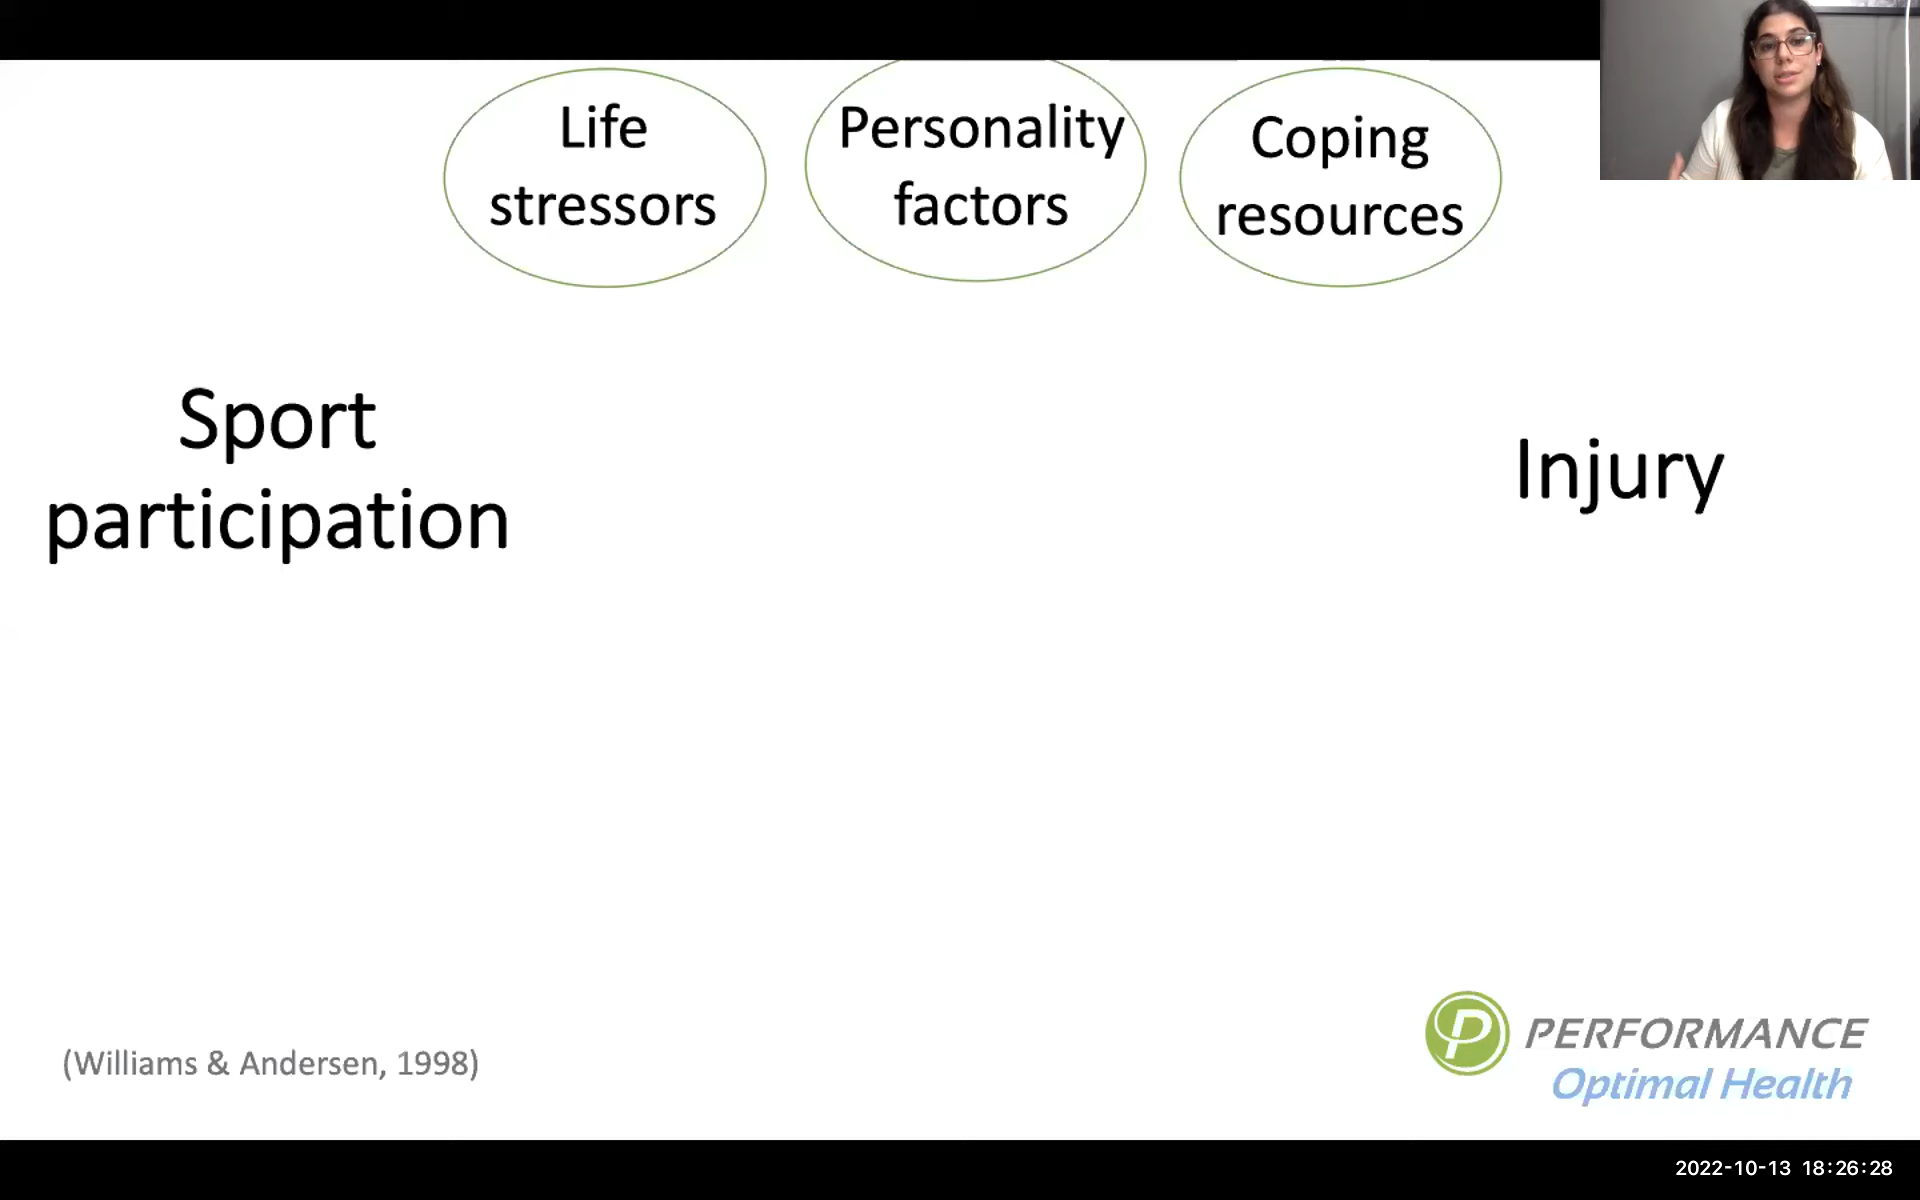 Life
stressors
Personality
factors
Coping
resources
Sport
participation
Injury
(Williams & Andersen, 1998)
P
PERFORMANCE
Optimal Health
2022-10-13 18:26:28